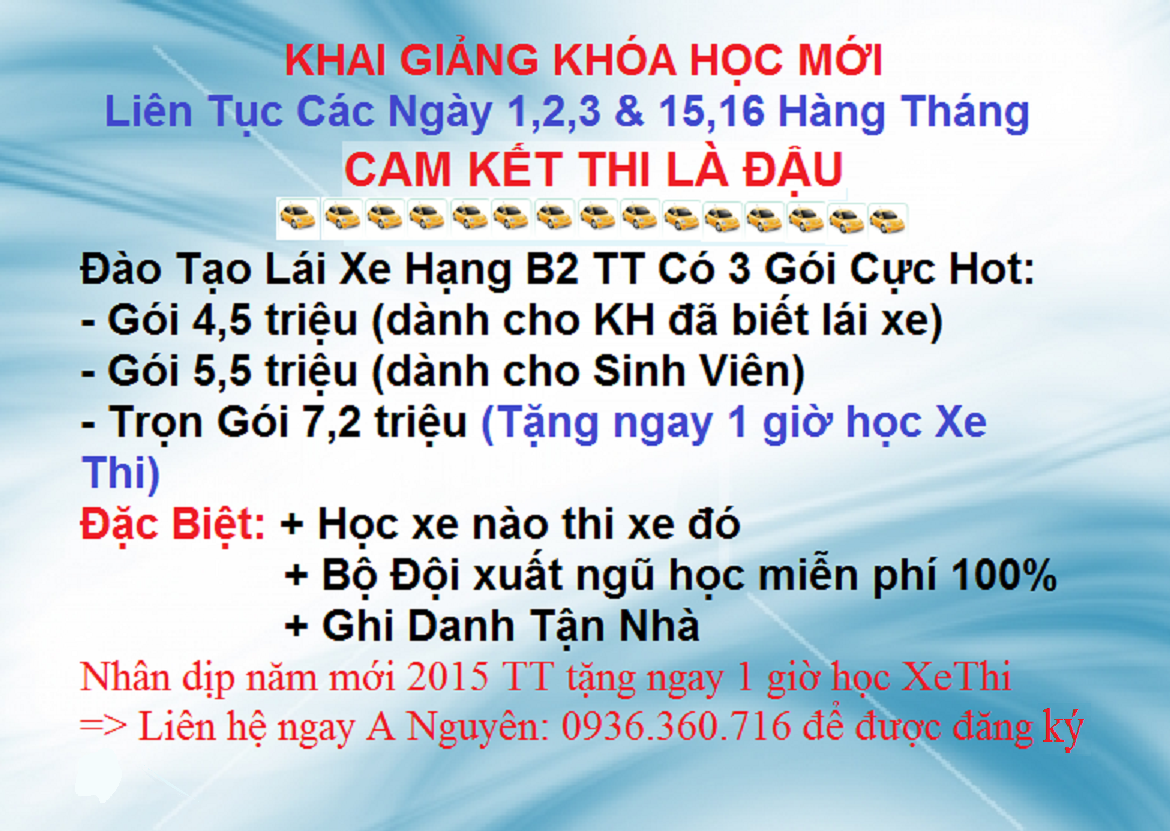 KHAI GIẢNG KHÓA HỌC MỚI
Liên Tục Các Ngày 1,2,3 & 15,16 Hàng Tháng
CAM KẾT THI LÀ ĐẬU
Đào Tạo Lái Xe Hạng B2 TT Có 3 Gói Cực Hot:
- Gói 4,5 triệu (dành cho KH đã biết lái xe)
- Gói 5,5 triệu (dành cho Sinh Viên)
- Trọn Gói 7,2 triệu (Tặng ngay 1 giờ học Xe
Thi)
Đặc Biệt: + Học xe nào thi xe đó
+ Bộ Đội xuất ngũ học miễn phí 100%
+ Ghi Danh Tận Nhà
Nhân dịp năm mới 2015 TT tặng ngay 1 giờ học XeThi
=> Liên hệ ngay A Nguyên: 0936.360.716 để được đăng ký